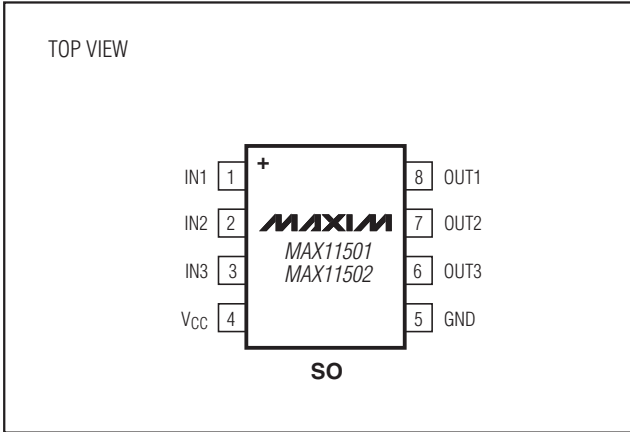 TOP VIEW
+
IN1 1
8 OUT1
IN2 2
MAXIM
7 OUT2
MAX11501
IN3 3
MAX11502
6 OUT3
VCC 4
5 GND
SO